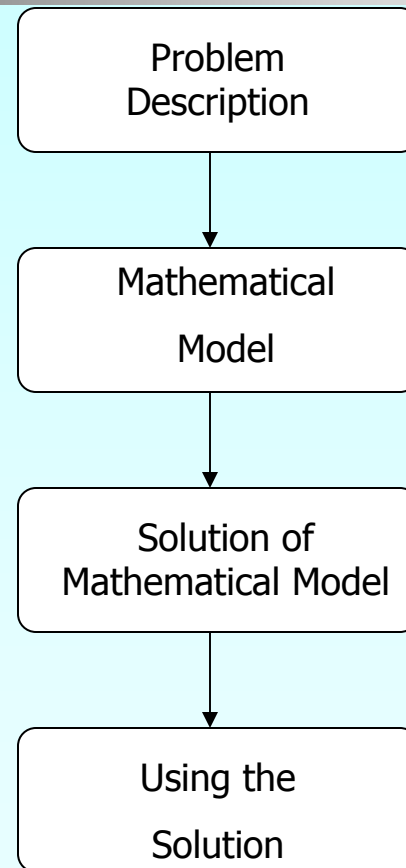 Problem
Description
Mathematical
Model
Solution of
Mathematical Model
Using the
Solution